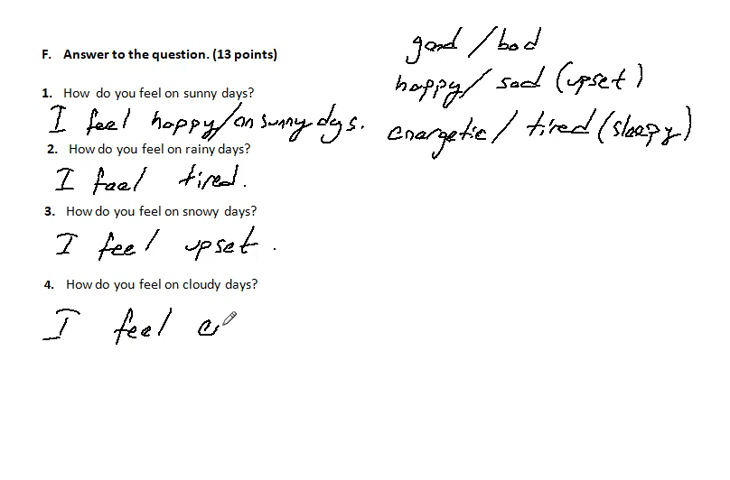 F. Answer to the question. (13 points)
1. How do you feel on sunny days?
I feel happy/on sunny days.
2. How do you feel on rainy days?
I feel tired.
3. How do you feel on snowy days?
I feel upset.
4. How do you feel on cloudy days?
I feel
good / bad
happy/ sad (upset)
energetic / tired (sleepy)